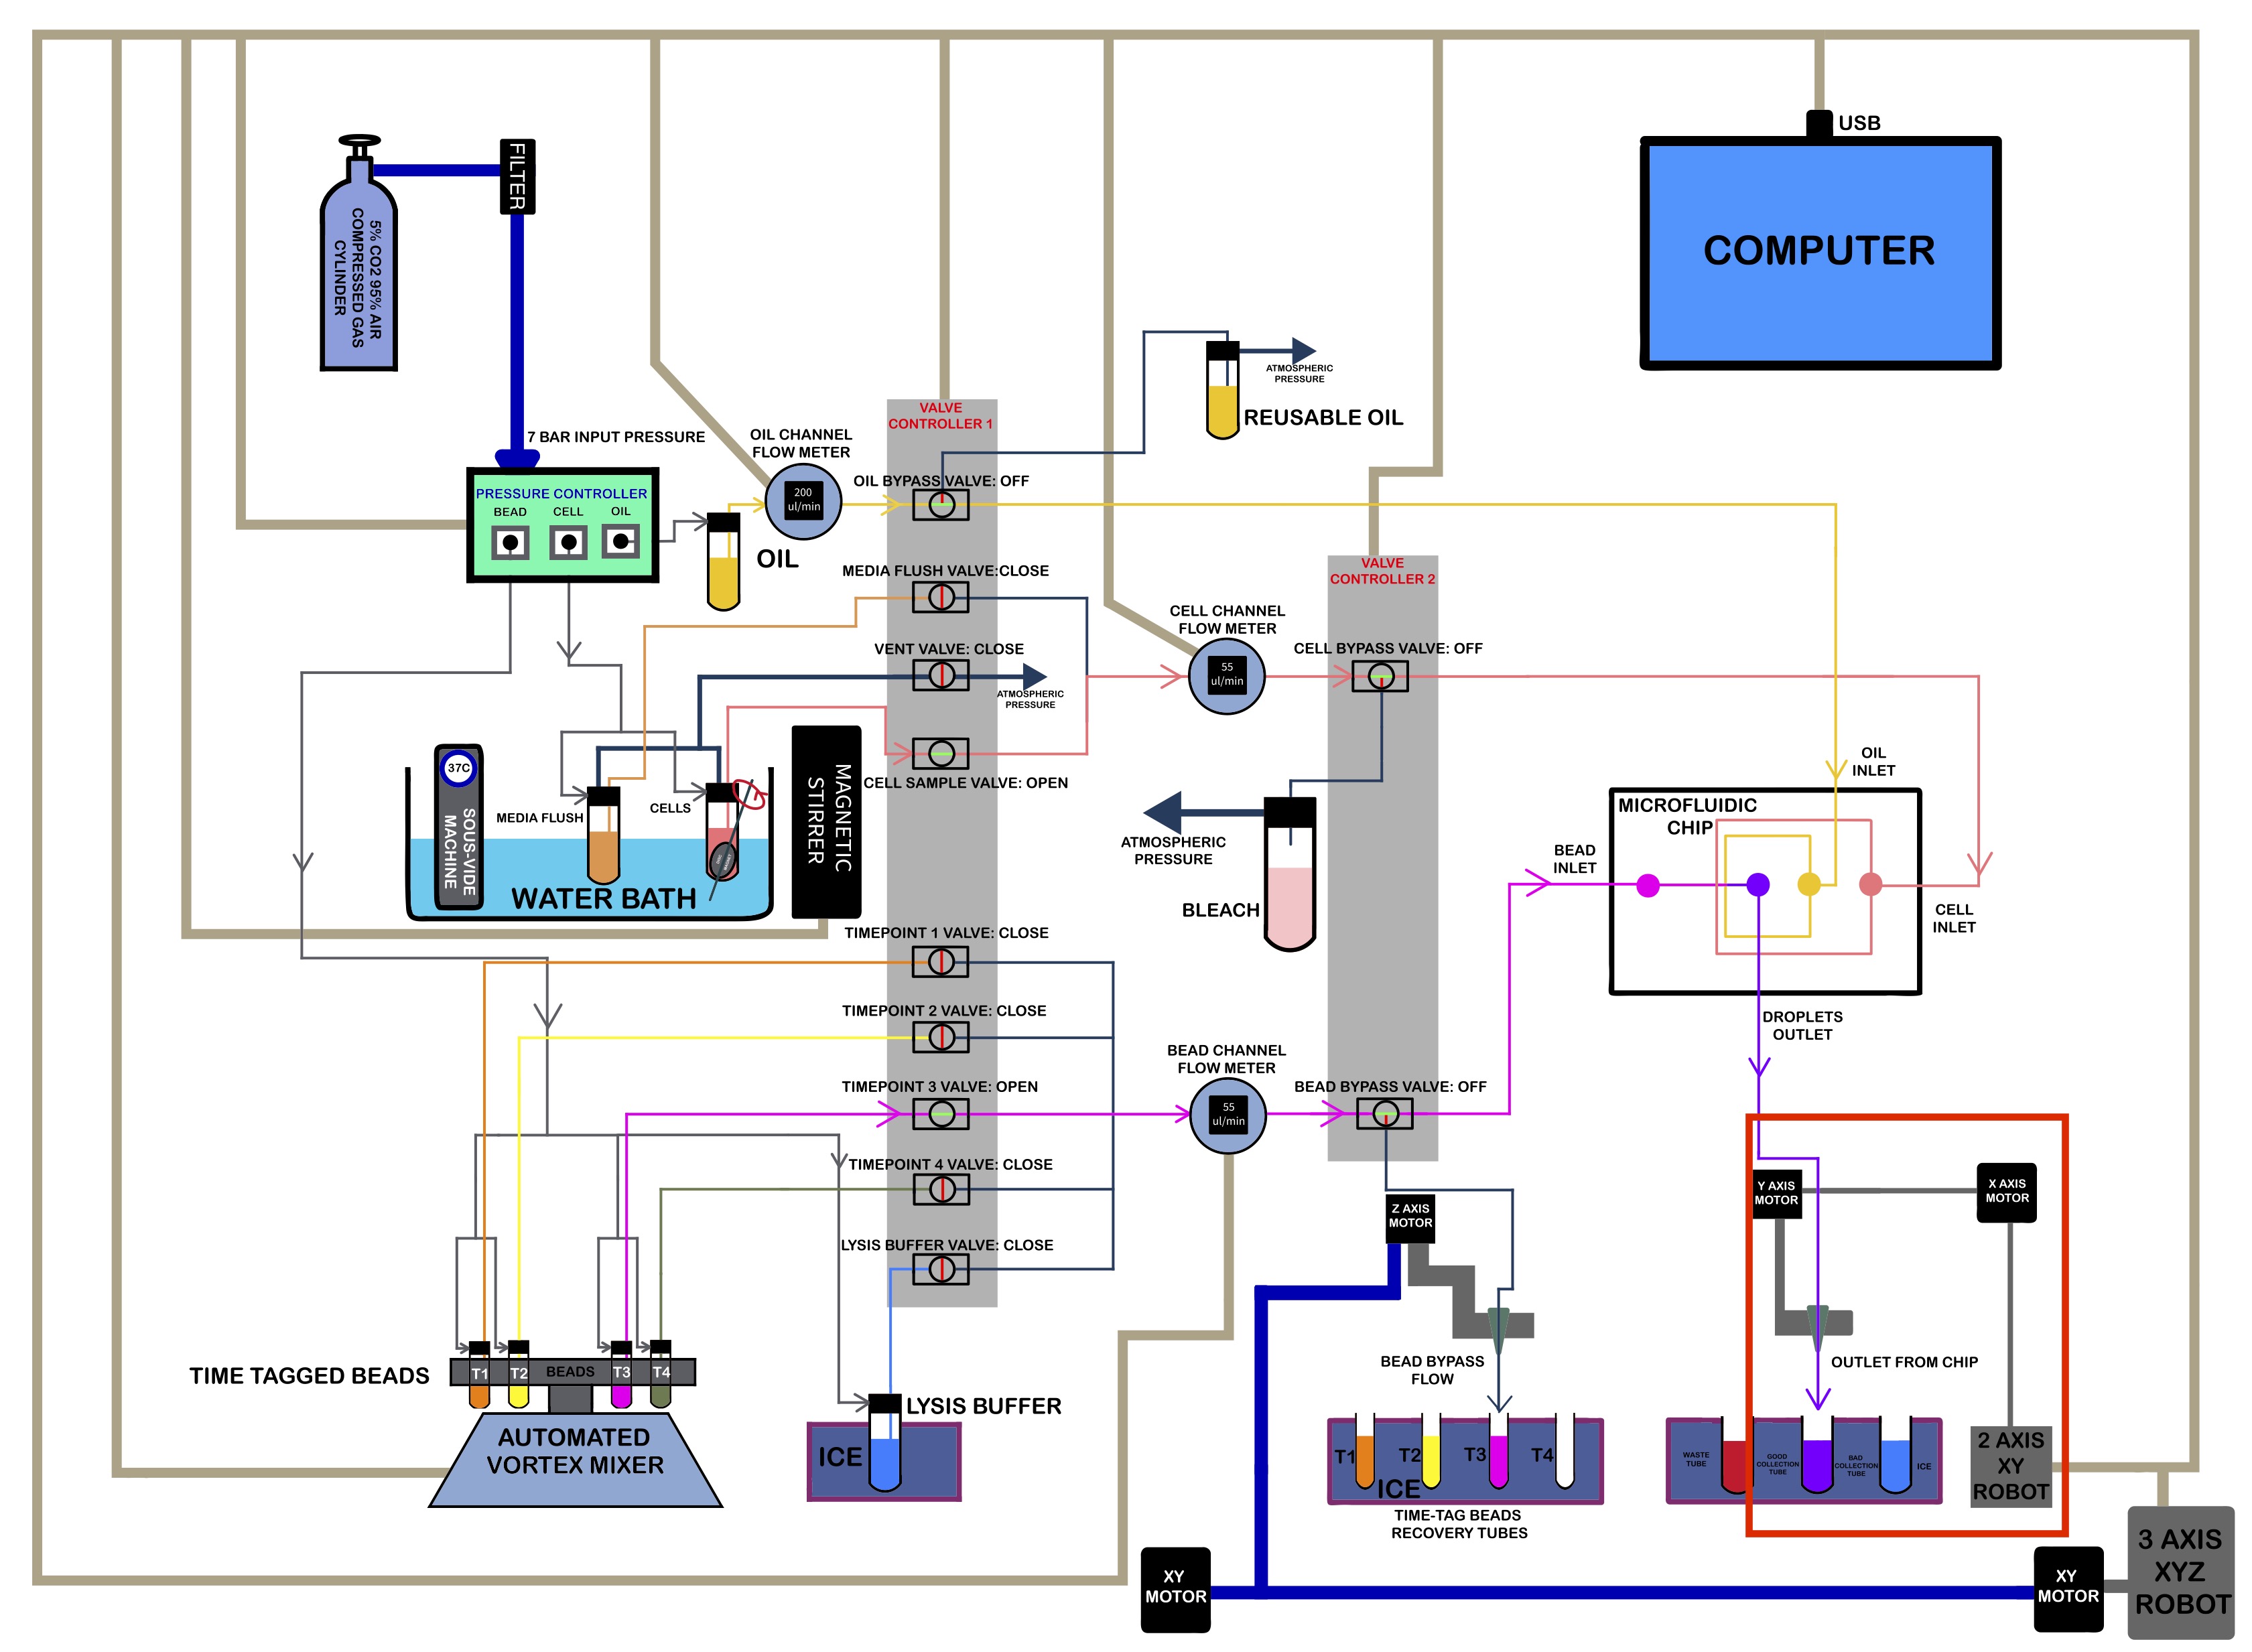 USB
COMPUTER
FILTER
5% CO2 95% AIR
COMPRESSED GAS
CYLINDER
7 BAR INPUT PRESSURE
PRESSURE CONTROLLER
BEAD CELL OIL
OIL
OIL CHANNEL
FLOW METER
200
ul/min
VALVE
CONTROLLER 1
OIL BYPASS VALVE: OFF
ATMOSPHERIC
PRESSURE
REUSABLE OIL
MEDIA FLUSH VALVE:CLOSE
VENT VALVE: CLOSE
ATMOSPHERIC
PRESSURE
CELL SAMPLE VALVE: OPEN
CELL CHANNEL
FLOW METER
55
ul/min
VALVE
CONTROLLER 2
CELL BYPASS VALVE: OFF
37C
SOUS-VIDE
MACHINE
MEDIA FLUSH
CELLS
WATER BATH
MAGNETIC
STIRRER
ATMOSPHERIC
PRESSURE
BLEACH
OIL
INLET
MICROFLUIDIC
CHIP
BEAD
INLET
CELL
INLET
DROPLETS
OUTLET
TIMEPOINT 1 VALVE: CLOSE
TIMEPOINT 2 VALVE: CLOSE
TIMEPOINT 3 VALVE: OPEN
TIMEPOINT 4 VALVE: CLOSE
LYSIS BUFFER VALVE: CLOSE
BEAD CHANNEL
FLOW METER
55
ul/min
BEAD BYPASS VALVE: OFF
Z AXIS
MOTOR
Y AXIS
MOTOR
X AXIS
MOTOR
TIME TAGGED BEADS
T1 T2 BEADS T3 T4
AUTOMATED
VORTEX MIXER
LYSIS BUFFER
ICE
BEAD BYPASS
FLOW
T1 T2 T3 T4
ICE
TIME-TAG BEADS
RECOVERY TUBES
OUTLET FROM CHIP
WASTE
TUBE
GOOD
COLLECTION
TUBE
BAD
COLLECTION
TUBE
ICE
2 AXIS
XY
ROBOT
XY
MOTOR
XY
MOTOR
3 AXIS
XYZ
ROBOT